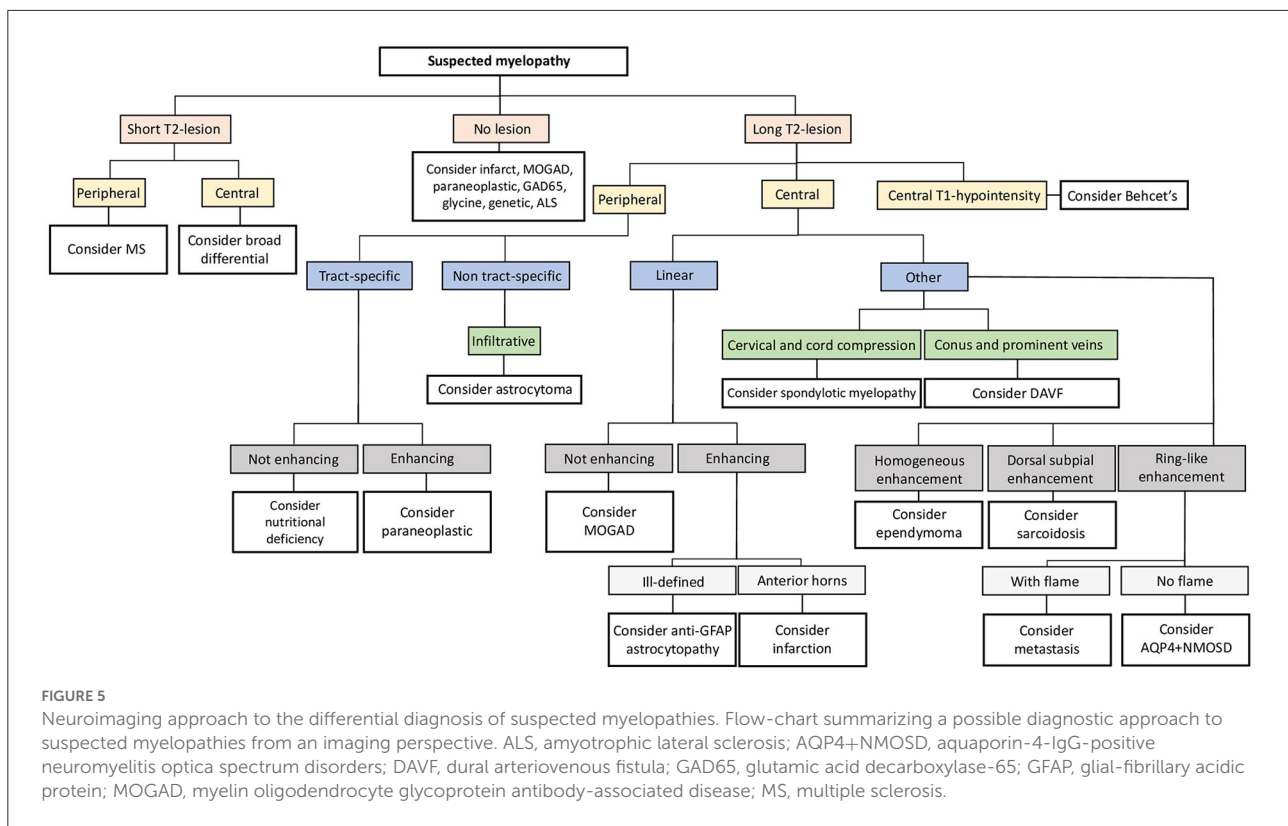 Suspected myelopathy
Short T2-lesion
No lesion
Long T2-lesion
Peripheral
Central
Consider MS
Consider broad
differential
Consider infarct, MOGAD,
paraneoplastic, GAD65,
glycine, genetic, ALS
Peripheral
Central
Central T1-hypointensity
Consider Behcet's
Tract-specific
Non tract-specific
Linear
Other
Infiltrative
Consider astrocytoma
Cervical and cord compression
Conus and prominent veins
Consider spondylotic myelopathy
Consider DAVF
Not enhancing
Enhancing
Consider
nutritional
deficiency
Consider
paraneoplastic
Not enhancing
Enhancing
Consider
MOGAD
Homogeneous
enhancement
Dorsal subpial
enhancement
Ring-like
enhancement
Consider
ependymoma
Consider
sarcoidosis
Ill-defined
Anterior horns
Consider anti-GFAP
astrocytopathy
Consider
infarction
With flame
No flame
Consider
metastasis
Consider
AQP4+NMOSD
FIGURE 5
Neuroimaging approach to the differential diagnosis of suspected myelopathies. Flow-chart summarizing a possible diagnostic approach to
suspected myelopathies from an imaging perspective. ALS, amyotrophic lateral sclerosis; AQP4+NMOSD, aquaporin-4-IgG-positive
neuromyelitis optica spectrum disorders; DAVF, dural arteriovenous fistula; GAD65, glutamic acid decarboxylase-65; GFAP, glial-fibrillary acidic
protein; MOGAD, myelin oligodendrocyte glycoprotein antibody-associated disease; MS, multiple sclerosis.